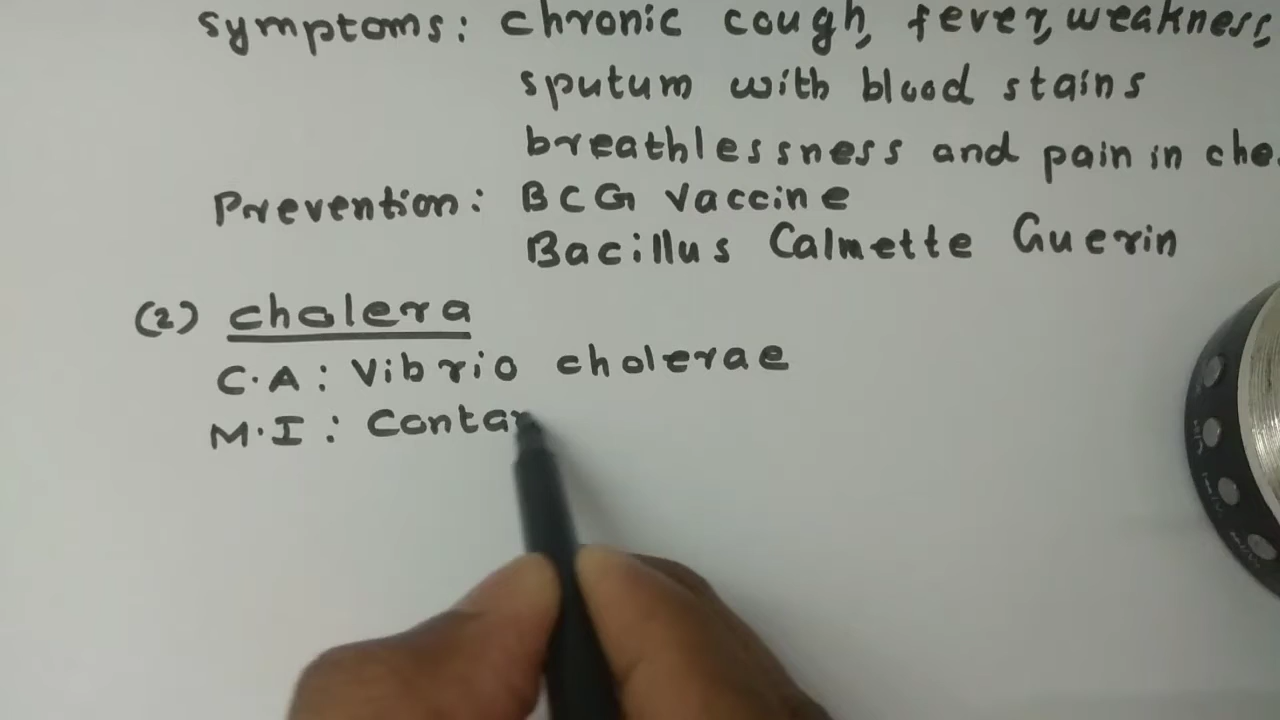 Symptoms: chronic cough, fever, weakness,
sputum with blood stains
breathlessness and pain in che
Prevention: BCG Vaccine
Bacillus Calmette Guerin
(2) cholera
C.A: Vibrio cholerae
M.I: Conta